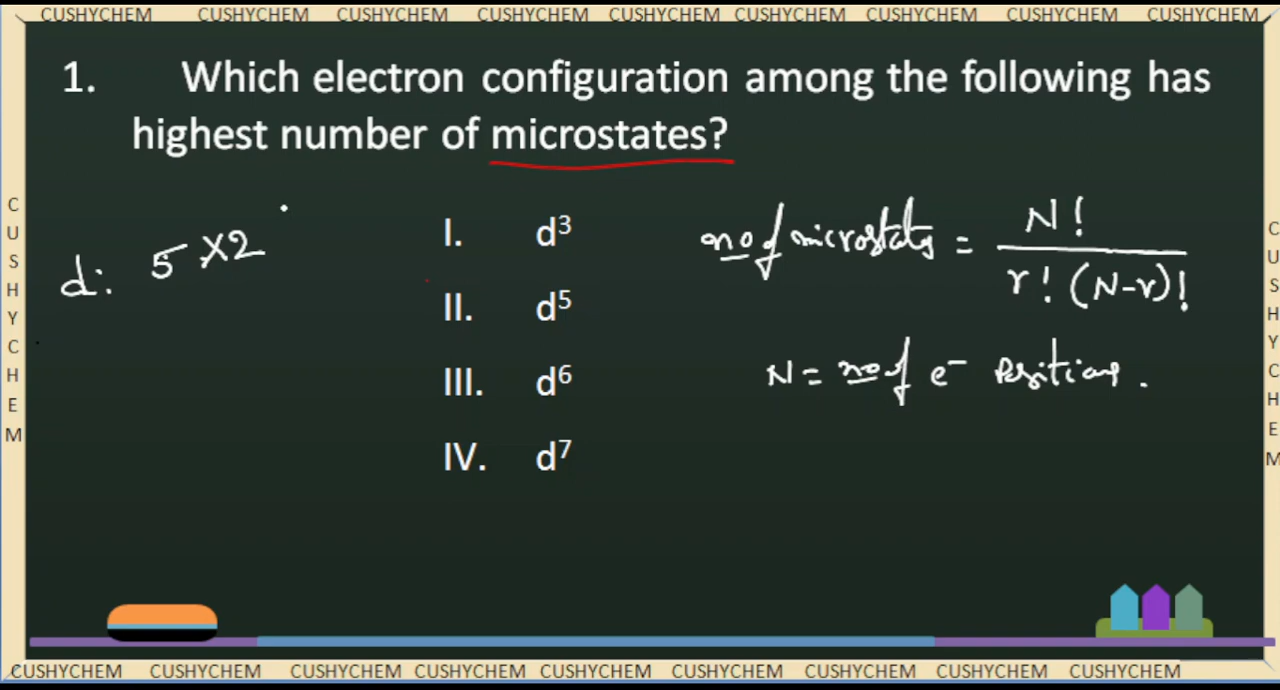 CUSHYCHEM CUSHYCHEM CUSHYCHEM CUSHYCHEM CUSHYCHEM CUSHYCHEM CUSHYCHEM CUSHYCHEM CUSHYCHEM
1. Which electron configuration among the following has
highest number of microstates?
I. d³
II. d⁵
III. d⁶
IV. d⁷
d: 5 ×2
no of microstates = N! / r! (N-r)!
N = no of e⁻ positions.
CUSHYCHEM
CUSHYCHEM
CUSHYCHEM CUSHYCHEM CUSHYCHEM CUSHYCHEM CUSHYCHEM CUSHYCHEM CUSHYCHEM CUSHYCHEM CUSHYCHEM